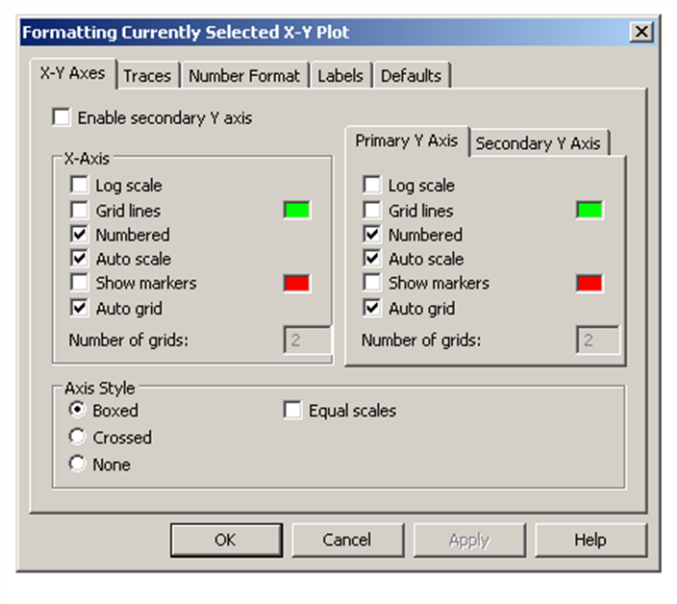 Formatting Currently Selected X-Y Plot
X-Y Axes Traces Number Format Labels Defaults
Enable secondary Y axis
X-Axis
Log scale
Grid lines
Numbered
Auto scale
Show markers
Auto grid
Number of grids: 2
Primary Y Axis Secondary Y Axis
Log scale
Grid lines
Numbered
Auto scale
Show markers
Auto grid
Number of grids: 2
Axis Style
Boxed Equal scales
Crossed
None
OK Cancel Apply Help